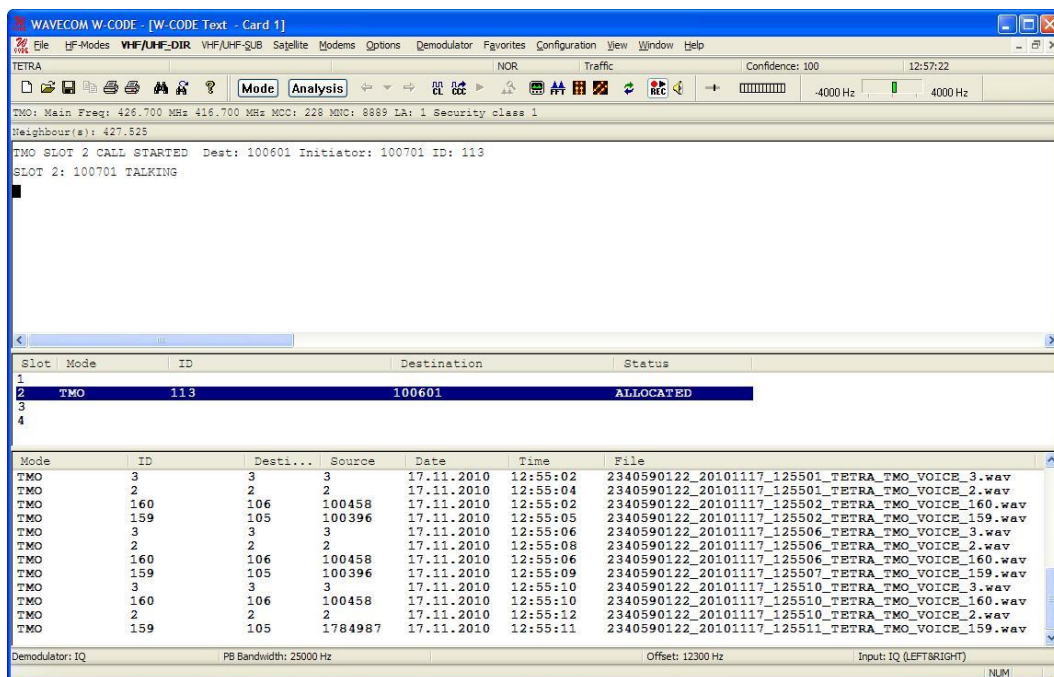 WAVECOM W-CODE - [W-CODE Text - Card 1]
File HF-Modes VHF/UHF-DIR VHF/UHF-SUB Satellite Modems Options Demodulator Favorites Configuration View Window Help
TETRA NOR Traffic Confidence: 100 12:57:22
Mode Analysis CL REC FFT -4000 Hz 4000 Hz
TMO: Main Freq: 426.700 MHz 416.700 MHz MCC: 228 MNC: 8889 LA: 1 Security class 1
Neighbour(s): 427.525
TMO SLOT 2 CALL STARTED Dest: 100601 Initiator: 100701 ID: 113
SLOT 2: 100701 TALKING
Slot Mode ID Destination Status
1
2 TMO 113 100601 ALLOCATED
3
4
Mode ID Desti... Source Date Time File
TMO 3 3 3 17.11.2010 12:55:02 2340590122_20101117_125501_TETRA_TMO_VOICE_3.wav
TMO 2 2 2 17.11.2010 12:55:04 2340590122_20101117_125501_TETRA_TMO_VOICE_2.wav
TMO 160 106 100458 17.11.2010 12:55:02 2340590122_20101117_125502_TETRA_TMO_VOICE_160.wav
TMO 159 105 100396 17.11.2010 12:55:05 2340590122_20101117_125502_TETRA_TMO_VOICE_159.wav
TMO 3 3 3 17.11.2010 12:55:06 2340590122_20101117_125506_TETRA_TMO_VOICE_3.wav
TMO 2 2 2 17.11.2010 12:55:08 2340590122_20101117_125506_TETRA_TMO_VOICE_2.wav
TMO 160 106 100458 17.11.2010 12:55:06 2340590122_20101117_125506_TETRA_TMO_VOICE_160.wav
TMO 159 105 100396 17.11.2010 12:55:09 2340590122_20101117_125507_TETRA_TMO_VOICE_159.wav
TMO 3 3 3 17.11.2010 12:55:10 2340590122_20101117_125510_TETRA_TMO_VOICE_3.wav
TMO 160 106 100458 17.11.2010 12:55:10 2340590122_20101117_125510_TETRA_TMO_VOICE_160.wav
TMO 2 2 2 17.11.2010 12:55:12 2340590122_20101117_125510_TETRA_TMO_VOICE_2.wav
TMO 159 105 1784987 17.11.2010 12:55:11 2340590122_20101117_125511_TETRA_TMO_VOICE_159.wav
Demodulator: IQ PB Bandwidth: 25000 Hz Offset: 12300 Hz Input: IQ (LEFT&RIGHT)
NUM